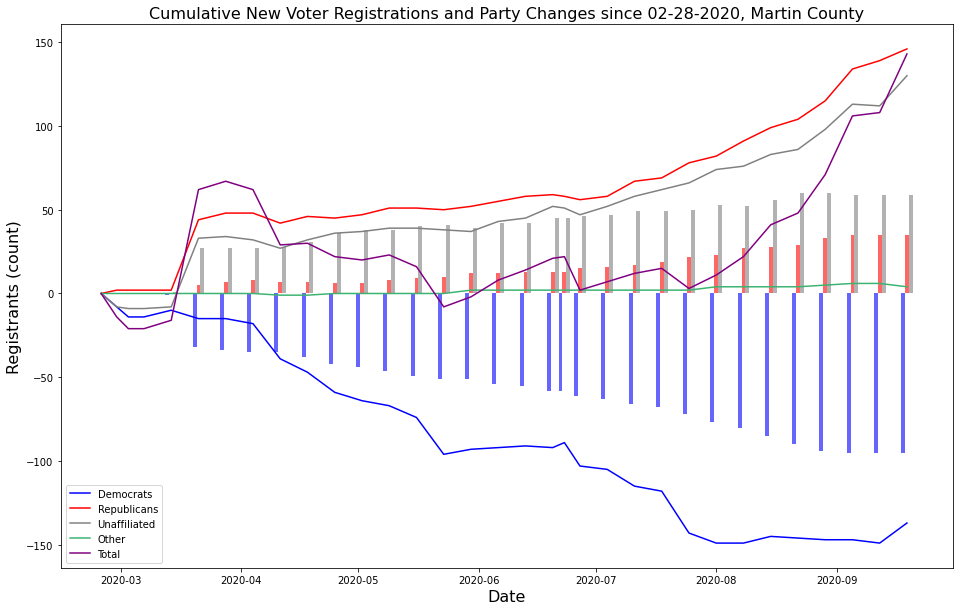 Cumulative New Voter Registrations and Party Changes since 02-28-2020, Martin County
Registrants (count)
150
100
50
0
−50
−100
−150
Democrats
Republicans
Unaffiliated
Other
Total
2020-03
2020-04
2020-05
2020-06
2020-07
2020-08
2020-09
Date